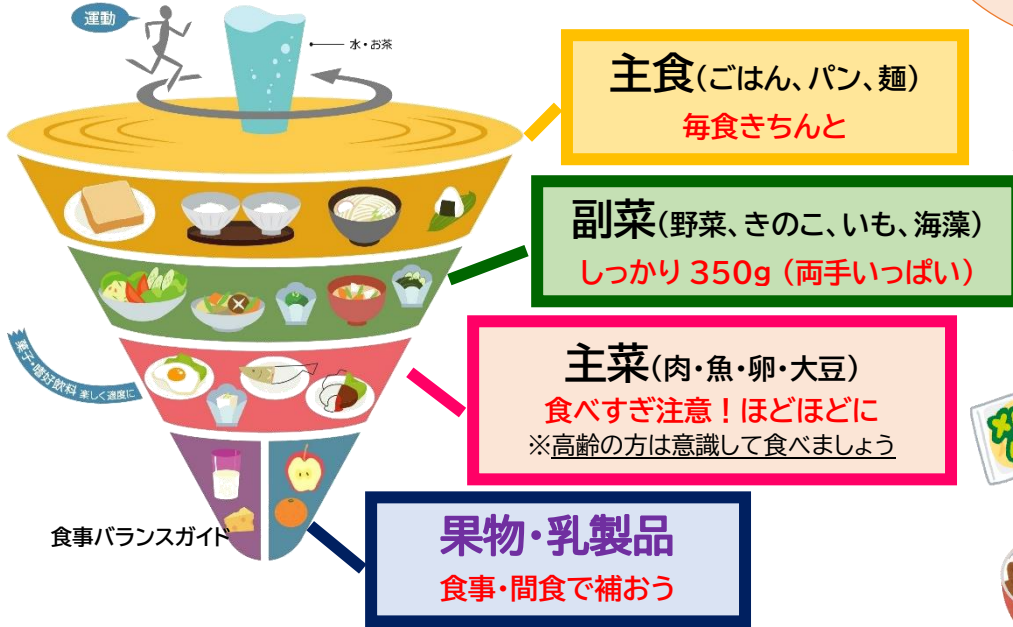 運動
水・お茶
主食(ごはん、パン、麺)
毎食きちんと
副菜(野菜、きのこ、いも、海藻)
しっかり350g(両手いっぱい)
菓子・嗜好飲料 楽しく適度に
主菜(肉・魚・卵・大豆)
食べすぎ注意!ほどほどに
※高齢の方は意識して食べましょう
食事バランスガイド
果物・乳製品
食事・間食で補おう